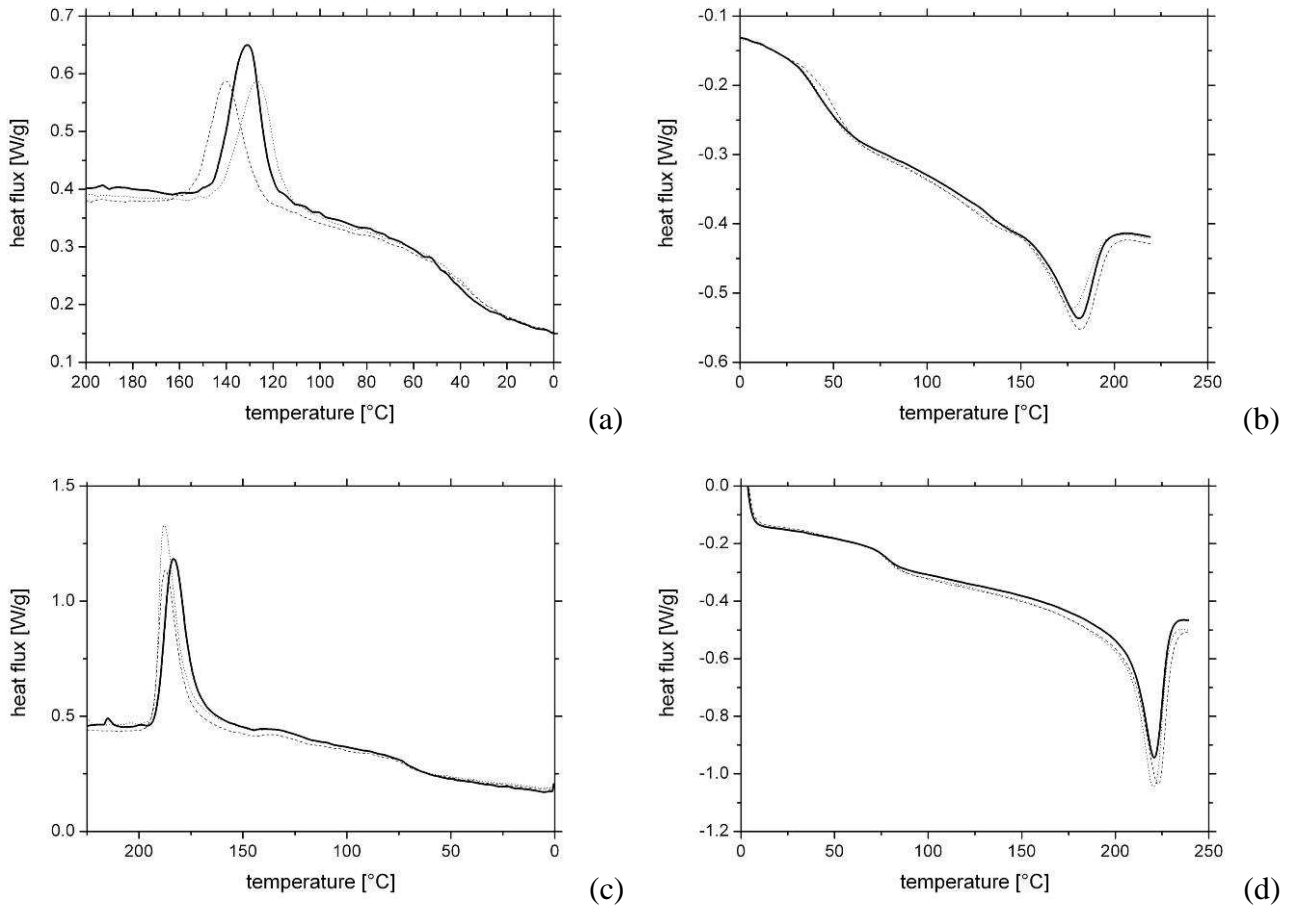 0.7
0.6
0.5
0.4
0.3
0.2
0.1
heat flux [W/g]
200 180 160 140 120 100 80 60 40 20 0
temperature [°C]
(a)
-0.1
-0.2
-0.3
-0.4
-0.5
-0.6
heat flux [W/g]
0 50 100 150 200 250
temperature [°C]
(b)
1.5
1.0
0.5
0.0
heat flux [W/g]
200 150 100 50 0
temperature [°C]
(c)
0.0
-0.2
-0.4
-0.6
-0.8
-1.0
-1.2
heat flux [W/g]
0 50 100 150 200 250
temperature [°C]
(d)